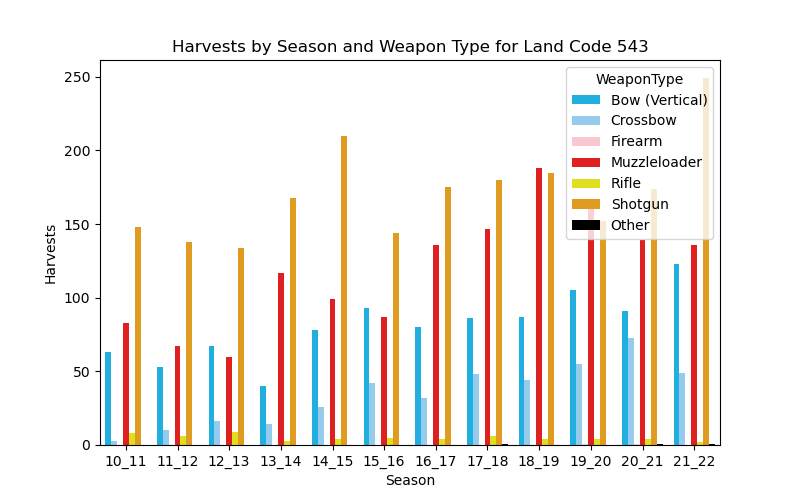 Harvests by Season and Weapon Type for Land Code 543
250
200
150
100
50
0
Harvests
WeaponType
Bow (Vertical)
Crossbow
Firearm
Muzzleloader
Rifle
Shotgun
Other
10_11 11_12 12_13 13_14 14_15 15_16 16_17 17_18 18_19 19_20 20_21 21_22
Season